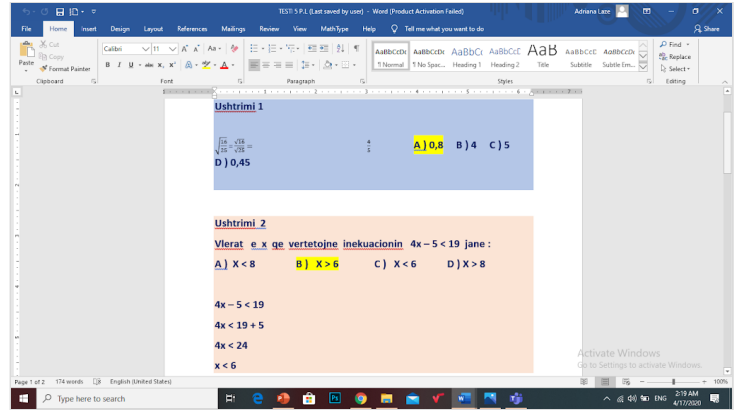 TESTI 5 P.L (Last saved by user) - Word (Product Activation Failed)
Adriana Laze
File Home Insert Design Layout References Mailings Review View MathType Help Tell me what you want to do Share
Paste
Cut
Copy
Format Painter
Clipboard
Calibri 11
Font
Paragraph
AaBbCcDc AaBbCcDc AaBbCc AaBbCcC AaB AaBbCcC AaBbCcDc
¶ Normal ¶ No Spac... Heading 1 Heading 2 Title Subtitle Subtle Em...
Styles
Find
Replace
Select
Editing
Ushtrimi 1
√16/25 = √16/√25 = 4/5 A) 0,8 B) 4 C) 5
D) 0,45
Ushtrimi 2
Vlerat e x qe vertetojne inekuacionin 4x – 5 < 19 jane :
A) X < 8 B) X > 6 C) X < 6 D) X > 8
4x – 5 < 19
4x < 19 + 5
4x < 24
x < 6
Activate Windows
Go to Settings to activate Windows.
Page 1 of 2 174 words English (United States) 100%
Type here to search
ENG
2:19 AM
4/17/2020